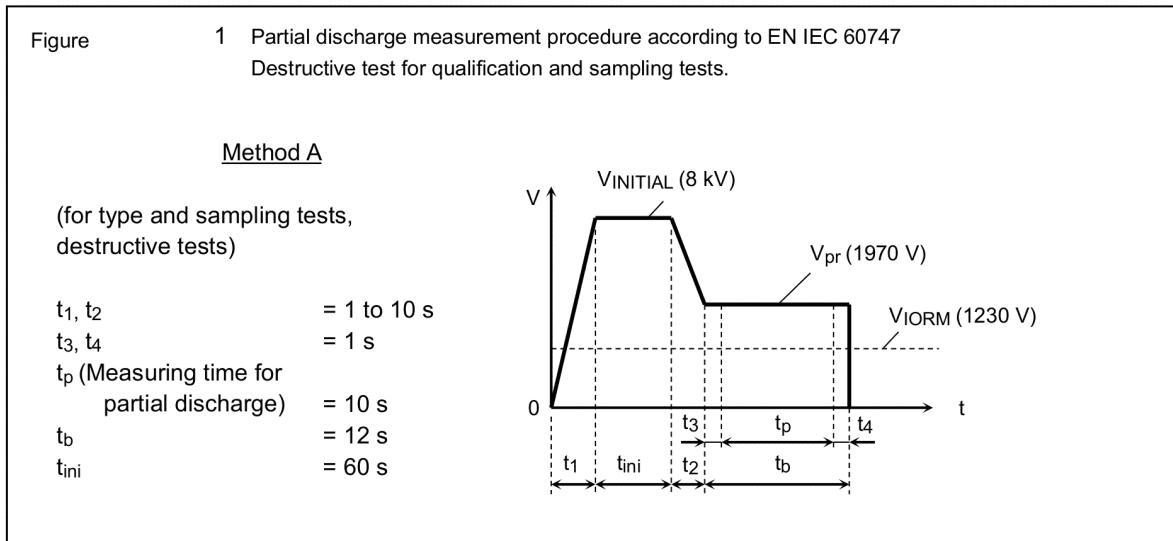 Figure 1 Partial discharge measurement procedure according to EN IEC 60747
Destructive test for qualification and sampling tests.
Method A
(for type and sampling tests,
destructive tests)
t1, t2 = 1 to 10 s
t3, t4 = 1 s
tp (Measuring time for
partial discharge) = 10 s
tb = 12 s
tini = 60 s
VINITIAL (8 kV)
V
Vpr (1970 V)
VIORM (1230 V)
0
t
t3 tp t4
t1 tini t2 tb